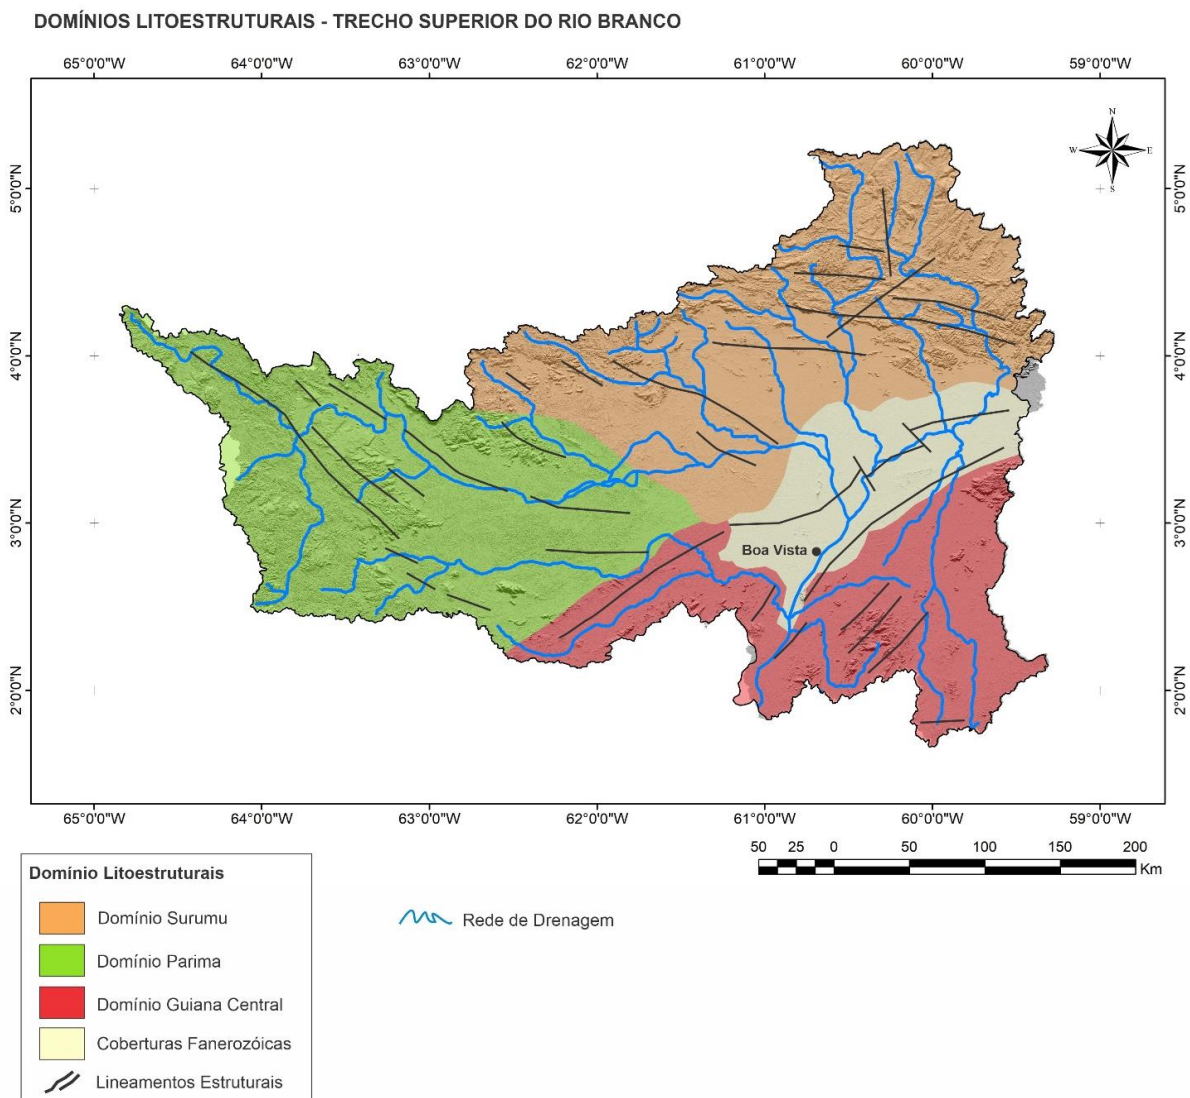 DOMÍNIOS LITOESTRUTURAIS - TRECHO SUPERIOR DO RIO BRANCO
65°0'0"W 64°0'0"W 63°0'0"W 62°0'0"W 61°0'0"W 60°0'0"W 59°0'0"W
N
W E
S
5°0'0"N 5°0'0"N
4°0'0"N 4°0'0"N
3°0'0"N 3°0'0"N
Boa Vista
2°0'0"N 2°0'0"N
65°0'0"W 64°0'0"W 63°0'0"W 62°0'0"W 61°0'0"W 60°0'0"W 59°0'0"W
50 25 0 50 100 150 200
Km
Domínio Litoestruturais
Domínio Surumu
Domínio Parima
Domínio Guiana Central
Coberturas Fanerozóicas
Lineamentos Estruturais
Rede de Drenagem